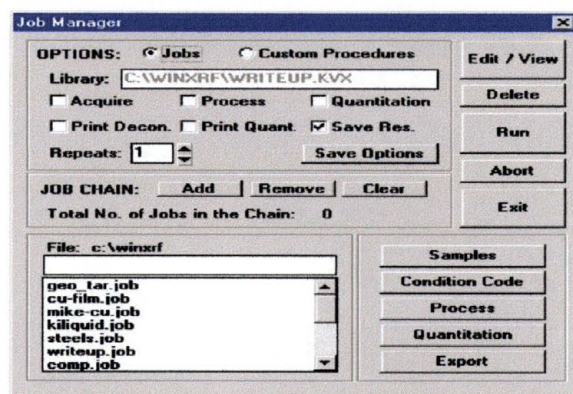 Job Manager
OPTIONS: Jobs Custom Procedures
Library: C:\WINXRF\WRITEUP.KVX
Acquire Process Quantitation
Print Decon. Print Quant. Save Res.
Repeats: 1 Save Options
JOB CHAIN: Add Remove Clear
Total No. of Jobs in the Chain: 0
Edit / View
Delete
Run
Abort
Exit
File: c:\winxrf
geo_tar.job
cu-film.job
mike-cu.job
kiliquid.job
steels.job
writeup.job
comp.job
Samples
Condition Code
Process
Quantitation
Export